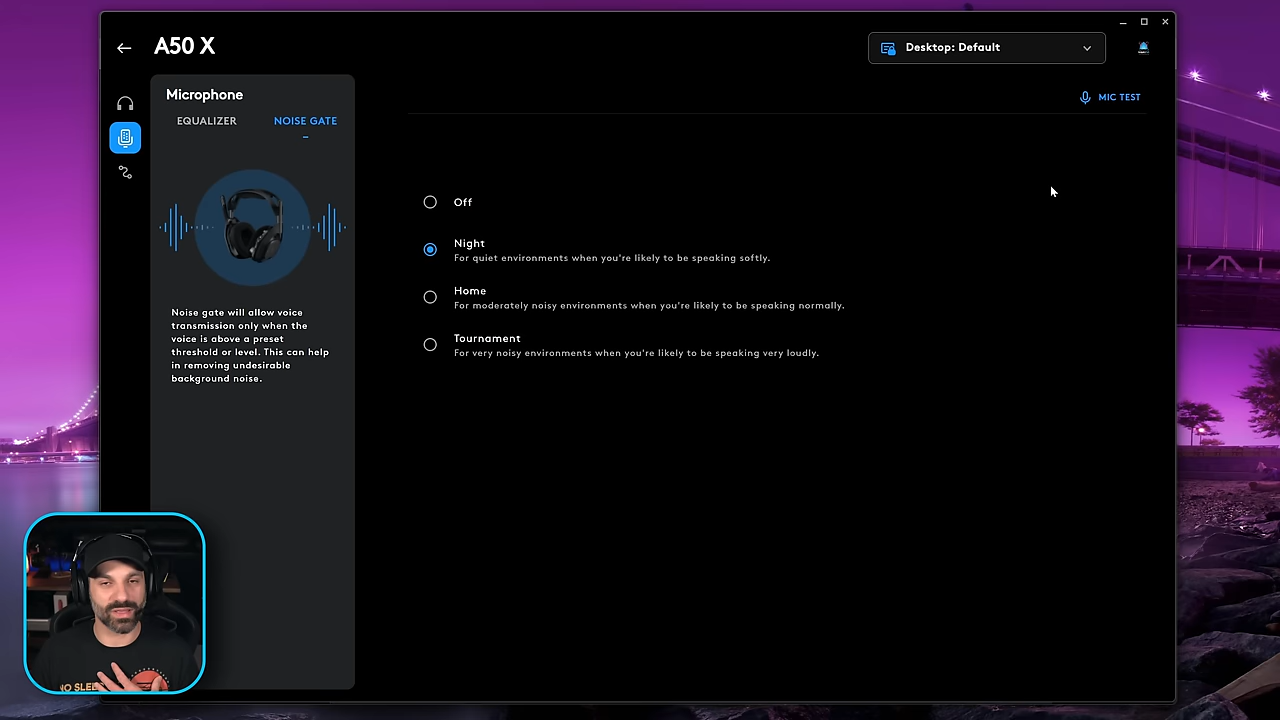 A50 X
Desktop: Default
Microphone
EQUALIZER
NOISE GATE
MIC TEST
Noise gate will allow voice
transmission only when the
voice is above a preset
threshold or level. This can help
in removing undesirable
background noise.
Off
Night
For quiet environments when you're likely to be speaking softly.
Home
For moderately noisy environments when you're likely to be speaking normally.
Tournament
For very noisy environments when you're likely to be speaking very loudly.
NO SLEE